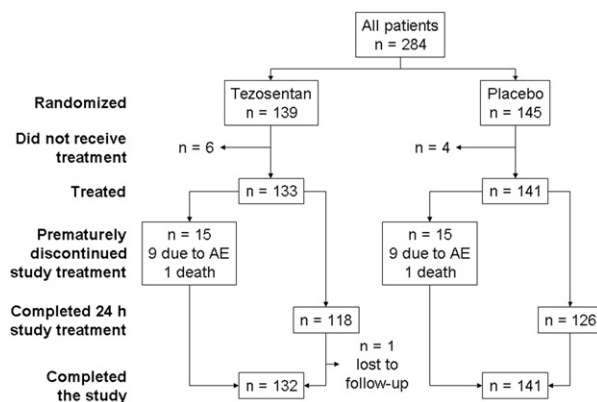 All patients
n = 284
Randomized
Tezosentan
n = 139
Placebo
n = 145
Did not receive
treatment
n = 6
n = 4
Treated
n = 133
n = 141
Prematurely
discontinued
study treatment
n = 15
9 due to AE
1 death
n = 15
9 due to AE
1 death
Completed 24 h
study treatment
n = 118
n = 126
n = 1
lost to
follow-up
Completed
the study
n = 132
n = 141